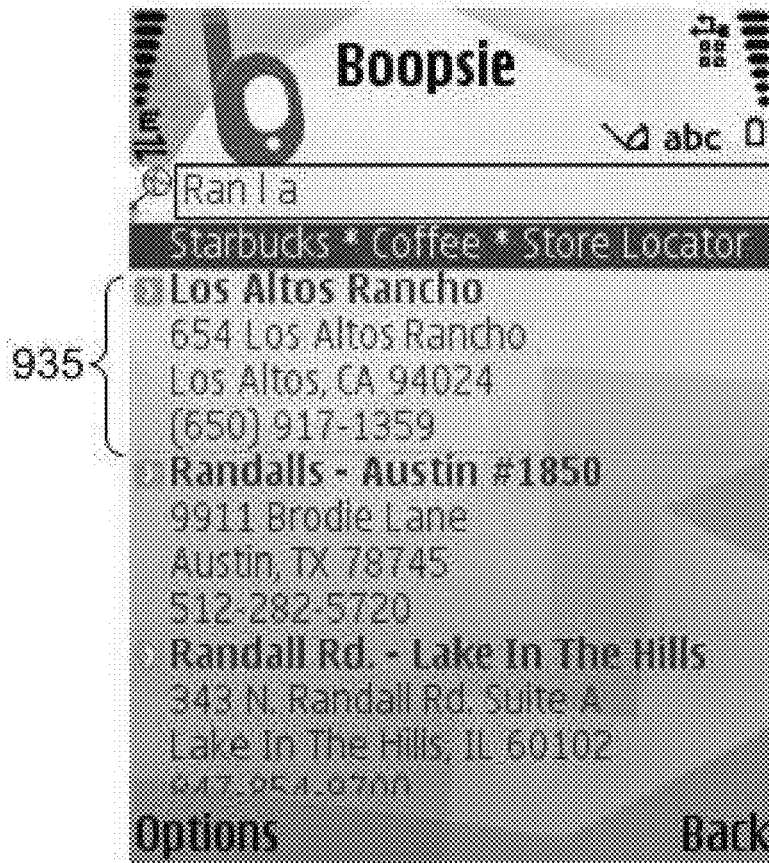 Boopsie
abc
Ran l a
Starbucks * Coffee * Store Locator
Los Altos Rancho
935
654 Los Altos Rancho
Los Altos, CA 94024
(650) 917-1359
Randalls - Austin #1850
9911 Brodie Lane
Austin, TX 78745
512-282-5720
Randall Rd. - Lake In The Hills
343 N. Randall Rd. Suite A
Lake In The Hills, IL 60102
Options Back